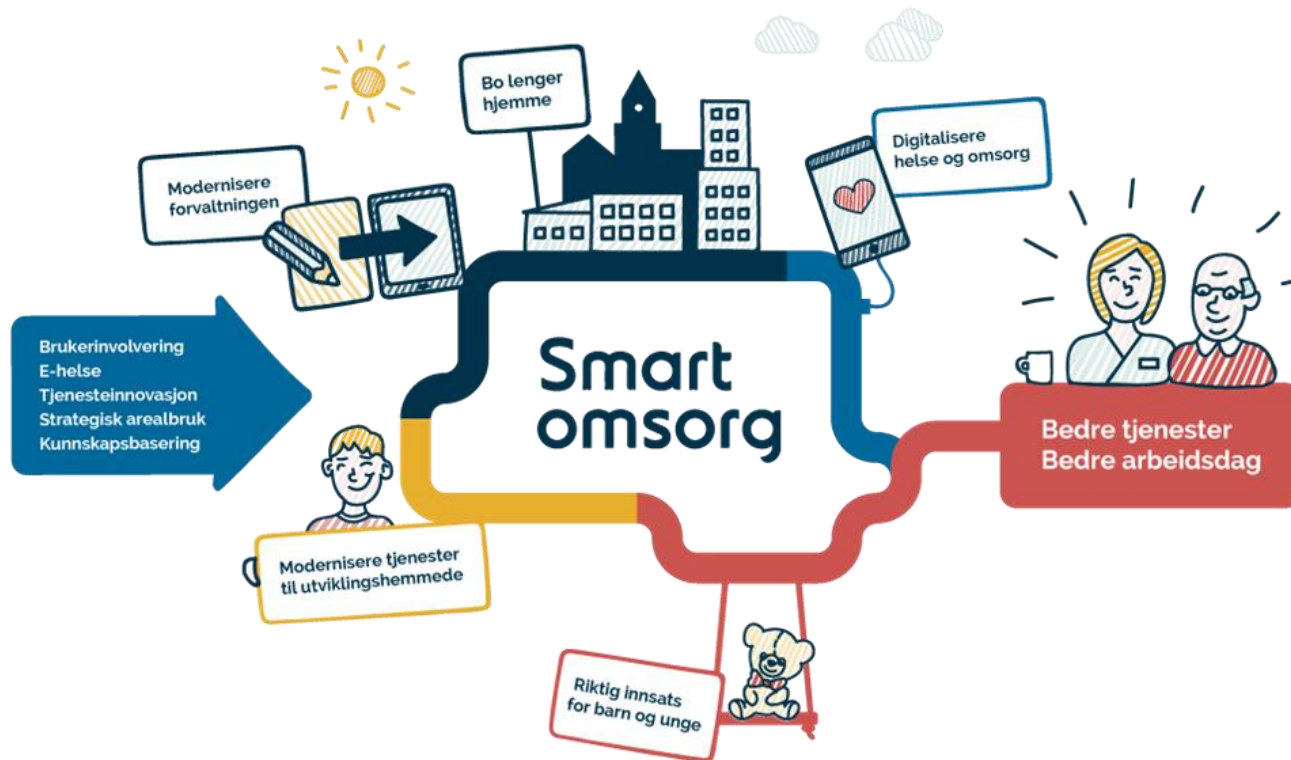 Bo lenger
hjemme
Digitalisere
helse og omsorg
Modernisere
forvaltningen
Brukerinvolvering
E-helse
Tjenesteinnovasjon
Strategisk arealbruk
Kunnskapsbasering
Smart
omsorg
Bedre tjenester
Bedre arbeidsdag
Modernisere tjenester
til utviklingshemmede
Riktig innsats
for barn og unge